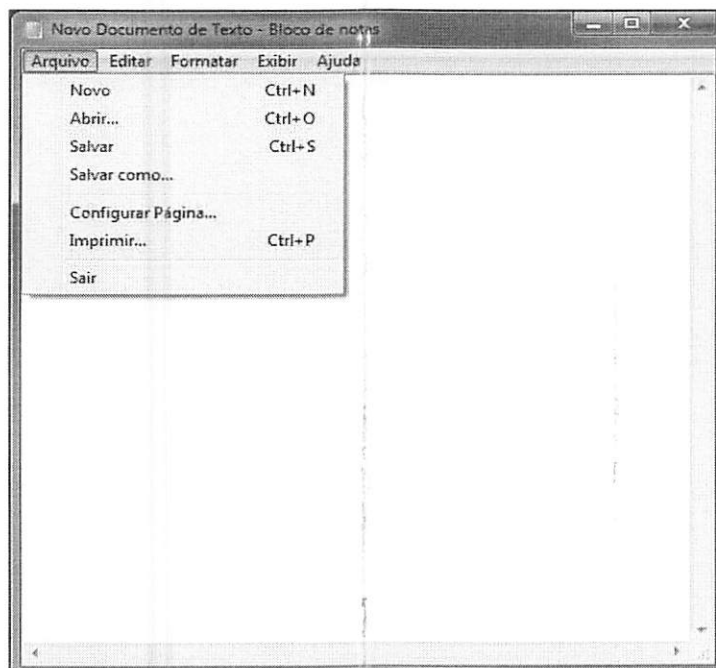 Novo Documento de Texto - Bloco de notas
Arquivo Editar Formatar Exibir Ajuda
Novo Ctrl+N
Abrir... Ctrl+O
Salvar Ctrl+S
Salvar como...
Configurar Página...
Imprimir... Ctrl+P
Sair